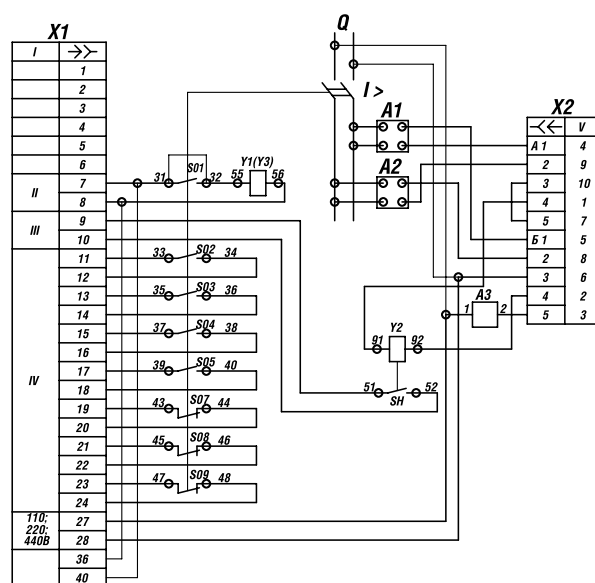 X1
Q
I
1
2
3
4
5
6
II
7
8
III
9
10
IV
11
12
13
14
15
16
17
18
19
20
21
22
23
24
110;
220;
440В
27
28
36
40
31 S01 32 55 Y1(Y3) 56
33 S02 34
35 S03 36
37 S04 38
39 S05 40
43 S07 44
45 S08 46
47 S09 48
I >
A1
A2
A3
1 2
Y2
91 92
51 52
SH
X2
V
А1 4
2 9
3 10
4 1
5 7
Б1 5
2 8
3 6
4 2
5 3